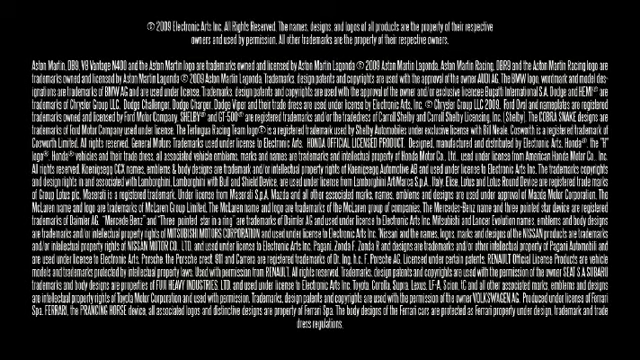 © 2009 Electronic Arts Inc. All Rights Reserved. The names, designs, and logos of all products are the property of their respective
owners and used by permission. All other trademarks are the property of their respective owners.
Aston Martin, DB9, V8 Vantage N400 and the Aston Martin logo are trademarks owned and licensed by Aston Martin Lagonda © 2009 Aston Martin Lagonda. Aston Martin Racing, DBR9 and the Aston Martin Racing logo are
trademarks owned and licensed by Aston Martin Lagonda © 2009 Aston Martin Lagonda. Trademarks, design patents and copyrights are used with the approval of the owner AUDI AG. The BMW logo, wordmark and model des-
ignations are trademarks of BMW AG and are used under license. Trademarks, design patents and copyrights are used with the approval of the owner and/or exclusive licensee Bugatti International S.A. Dodge and HEMI® are
trademarks of Chrysler Group LLC. Dodge Challenger, Dodge Charger, Dodge Viper and their trade dress are used under license by Electronic Arts, Inc. © Chrysler Group LLC 2009. Ford Oval and nameplates are registered
trademarks owned and licensed by Ford Motor Company. SHELBY® and GT-500® are registered trademarks and/or the tradedress of Carroll Shelby and Carroll Shelby Licensing, Inc. (Shelby). The COBRA SNAKE designs are
trademarks of Ford Motor Company used under license. The Terlingua Racing Team logo© is a registered trademark used by Shelby Automobiles under exclusive license with Bill Neale. Cosworth is a registered trademark of
Cosworth Limited. All rights reserved. General Motors Trademarks used under license to Electronic Arts. HONDA OFFICIAL LICENSED PRODUCT. Designed, manufactured and distributed by Electronic Arts. Honda®, the "H"
logo®, Honda® vehicles and their trade dress, all associated vehicle emblems, marks and names are trademarks and intellectual property of Honda Motor Co., Ltd., used under license from American Honda Motor Co., Inc.
All rights reserved. Koenigsegg CCX names, emblems & body designs are trademark and/or intellectual property rights of Koenigsegg Automotive AB and used under license to Electronic Arts Inc. The trademarks copyrights
and design rights in and associated with Lamborghini, Lamborghini with Bull and Shield Device, are used under license from Lamborghini ArtiMarca S.p.A., Italy. Elise, Lotus and Lotus Roundel Device are registered trade marks
of Group Lotus plc. Maserati is a registered trademark. Under license from Maserati S.P.A. Mazda and all other associated marks, names, emblems and designs are used under approval of Mazda Motor Corporation. The
McLaren name and logo are trademarks of McLaren Group Limited. The McLaren name and logo are trademarks of the McLaren group of companies. The Mercedes-Benz name and Three pointed star device are registered
trademarks of Daimler AG. "Mercedes-Benz" and "Three pointed star in a ring" are trademarks of Daimler AG and used under license to Electronic Arts Inc. Mitsubishi and Lancer Evolution names, emblems and body designs
are trademarks and/or intellectual property rights of MITSUBISHI MOTORS CORPORATION and used under license to Electronic Arts Inc. Nissan and the names, logos, marks and designs of the NISSAN products are trademarks
and/or intellectual property rights of NISSAN MOTOR CO., LTD. and used under license to Electronic Arts Inc. Pagani, Zonda F, Zonda R and designs are trademarks and/or other intellectual property of Pagani Automobili and
are used under license to Electronic Arts. Porsche, the Porsche crest, 911 and Carrera are registered trademarks of Dr. Ing. h.c. F. Porsche AG. Licensed under certain patents. RENAULT Official License Products are vehicle
models and trademarks protected by intellectual property laws. Used with permission from RENAULT. All rights reserved. Trademarks, design patents and copyrights are used with the permission of the owner SEAT S.A. SUBARU
trademarks and body designs are properties of FUJI HEAVY INDUSTRIES, LTD. and used under license to Electronic Arts Inc. Toyota, Corolla, Supra, Lexus, LF-A, Scion, tC and all other associated marks, emblems and designs
are intellectual property rights of Toyota Motor Corporation and used with permission. Trademarks, design patents and copyrights are used with the permission of the owner VOLKSWAGEN AG. Produced under license of Ferrari
Spa. FERRARI, the PRANCING HORSE device, all associated logos and distinctive designs are property of Ferrari Spa. The body designs of the Ferrari cars are protected as Ferrari property under design, trademark and trade
dress regulations.